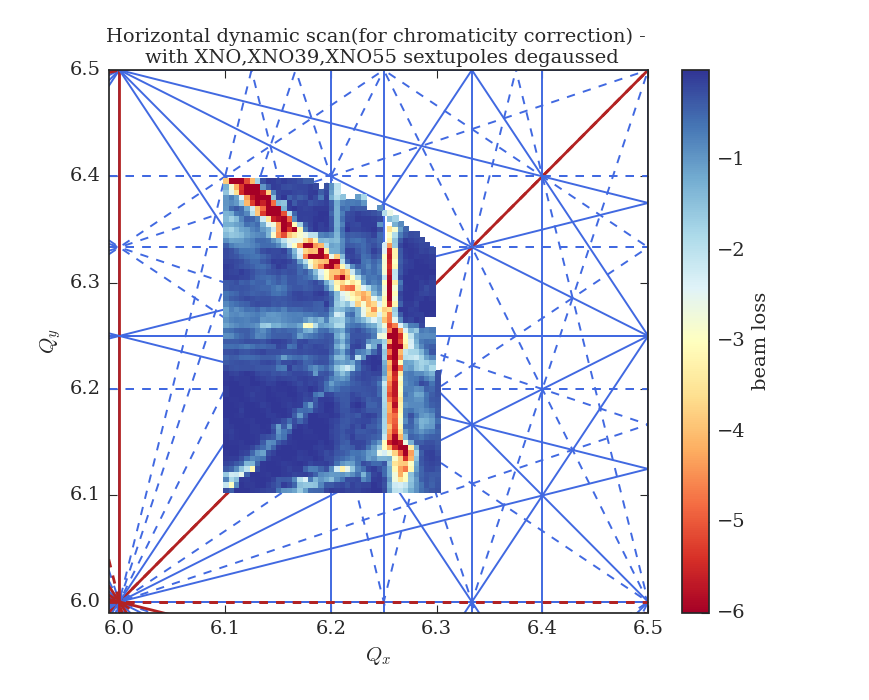 Horizontal dynamic scan(for chromaticity correction) -
with XNO,XNO39,XNO55 sextupoles degaussed
6.5
6.4
6.3
6.2
6.1
6.0
Qy
6.0 6.1 6.2 6.3 6.4 6.5
Qx
−1
−2
−3
−4
−5
−6
beam loss